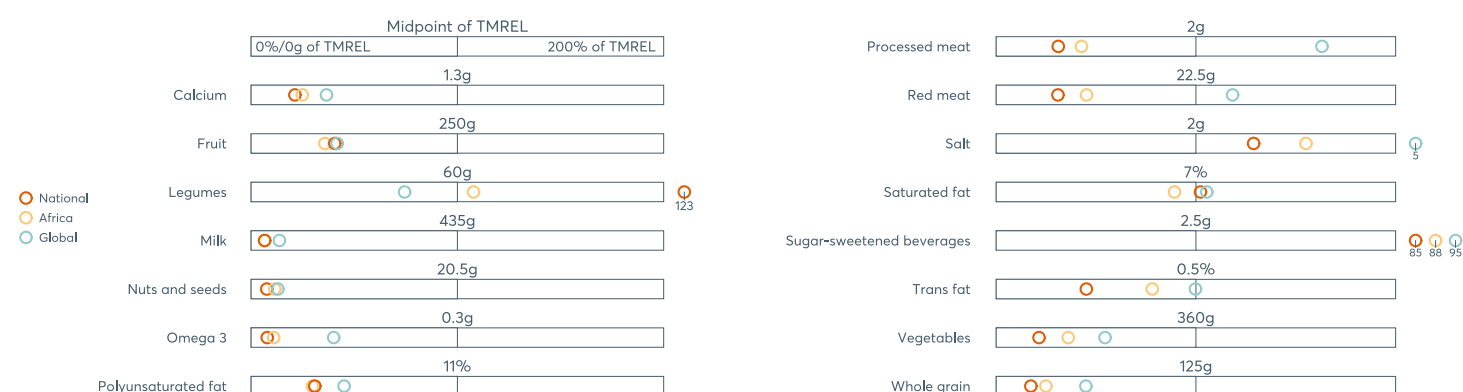 Midpoint of TMREL
0%/0g of TMREL
200% of TMREL
1.3g
Calcium
250g
Fruit
60g
Legumes
123
435g
Milk
20.5g
Nuts and seeds
0.3g
Omega 3
11%
Polyunsaturated fat
National
Africa
Global
2g
Processed meat
22.5g
Red meat
2g
Salt
5
7%
Saturated fat
2.5g
Sugar-sweetened beverages
85 88 95
0.5%
Trans fat
360g
Vegetables
125g
Whole grain